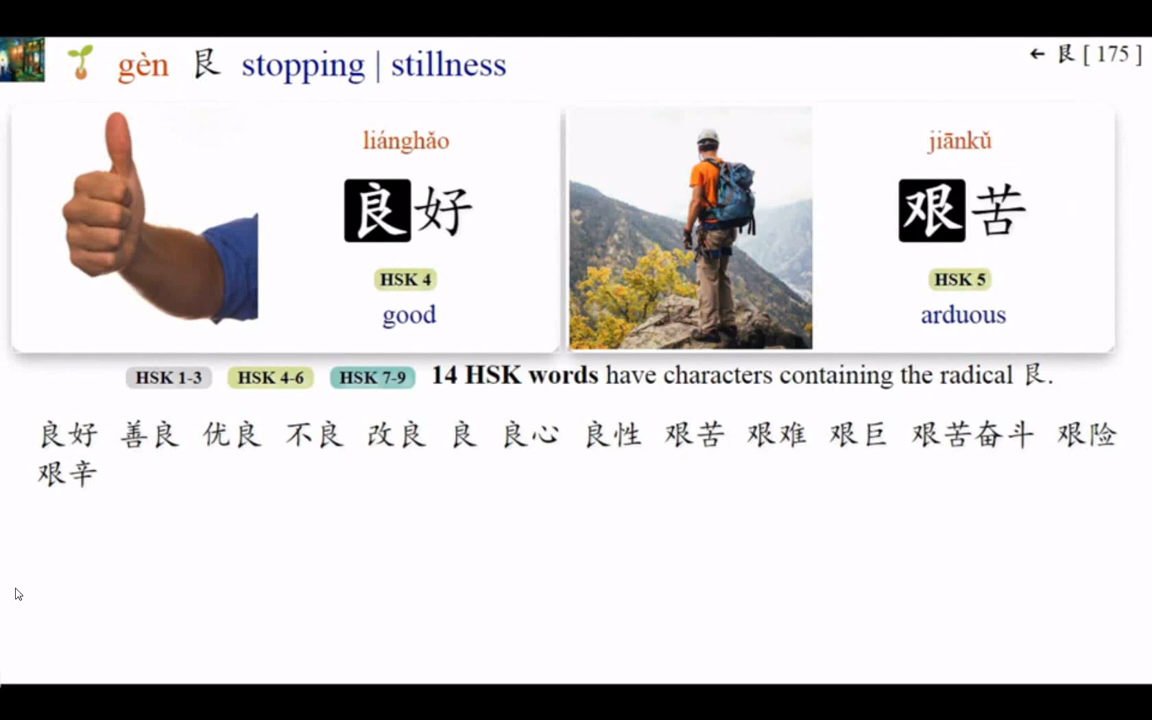 gèn 艮 stopping | stillness
← 艮 [ 175 ]
liánghǎo
良好
HSK 4
good
jiānkǔ
艰苦
HSK 5
arduous
HSK 1-3 HSK 4-6 HSK 7-9 14 HSK words have characters containing the radical 艮.
良好 善良 优良 不良 改良 良 良心 良性 艰苦 艰难 艰巨 艰苦奋斗 艰险
艰辛